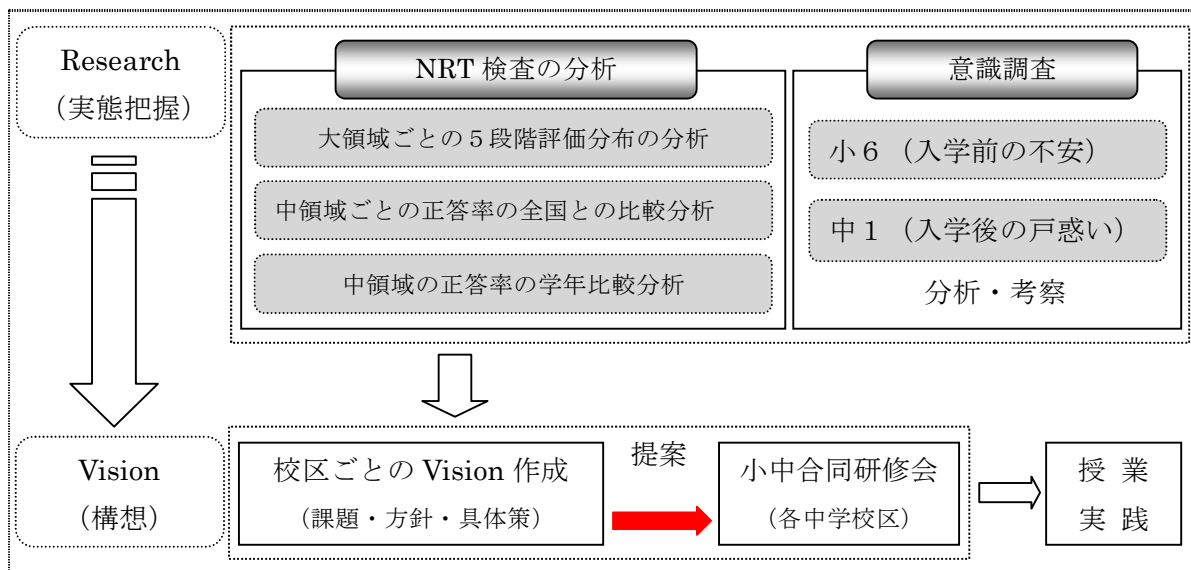 Research
（実態把握）
NRT 検査の分析
大領域ごとの５段階評価分布の分析
中領域ごとの正答率の全国との比較分析
中領域の正答率の学年比較分析
意識調査
小６（入学前の不安）
中１（入学後の戸惑い）
分析・考察
Vision
（構想）
校区ごとの Vision 作成
（課題・方針・具体策）
提案
小中合同研修会
（各中学校区）
授 業
実 践